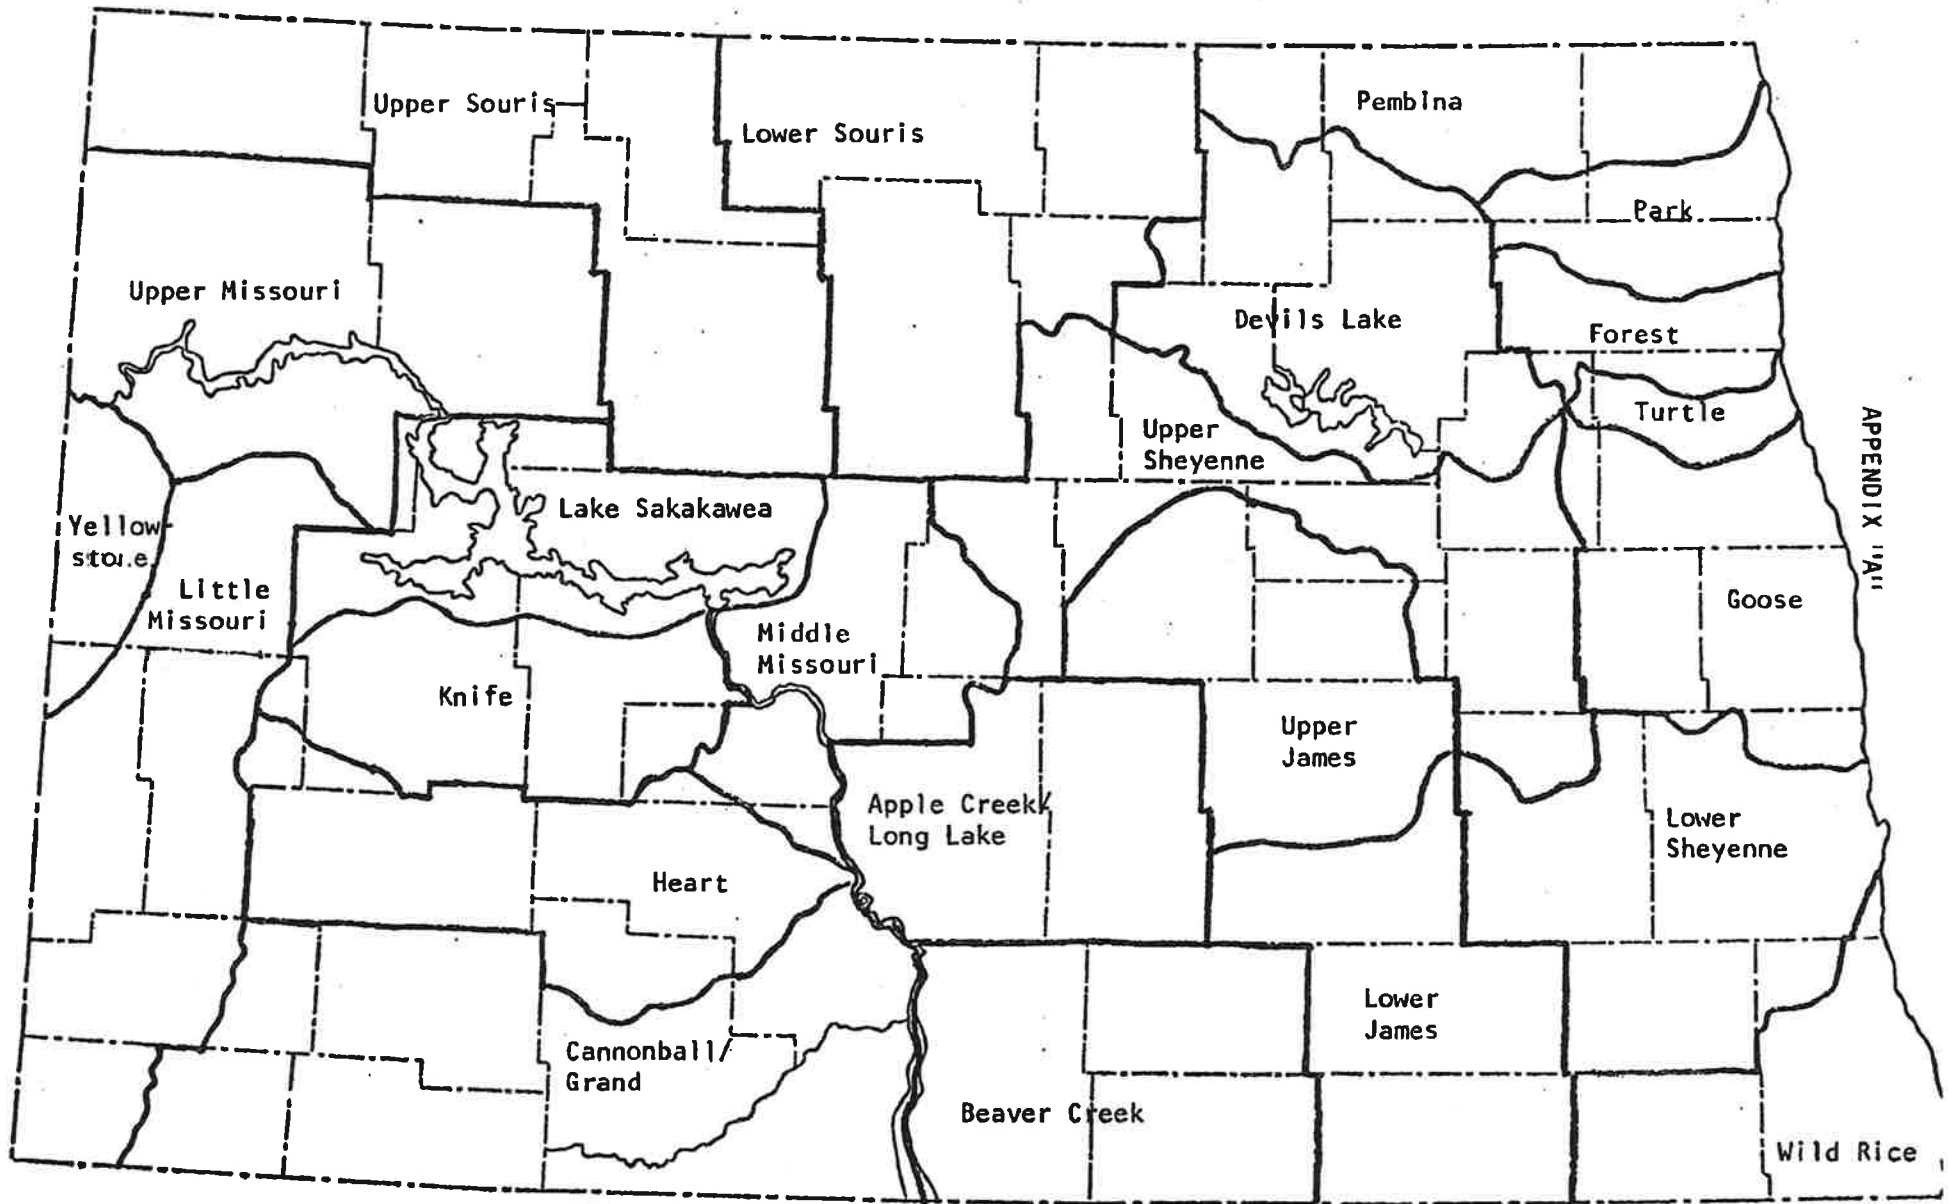 Upper Souris
Lower Souris
Pembina
Park
Upper Missouri
Devils Lake
Forest
Turtle
Upper
Sheyenne
APPENDIX "A"
Lake Sakakawea
Yellow-
stone
Little
Missouri
Goose
Middle
Missouri
Knife
Upper
James
Apple Creek/
Long Lake
Lower
Sheyenne
Heart
Lower
James
Cannonball/
Grand
Beaver Creek
Wild Rice